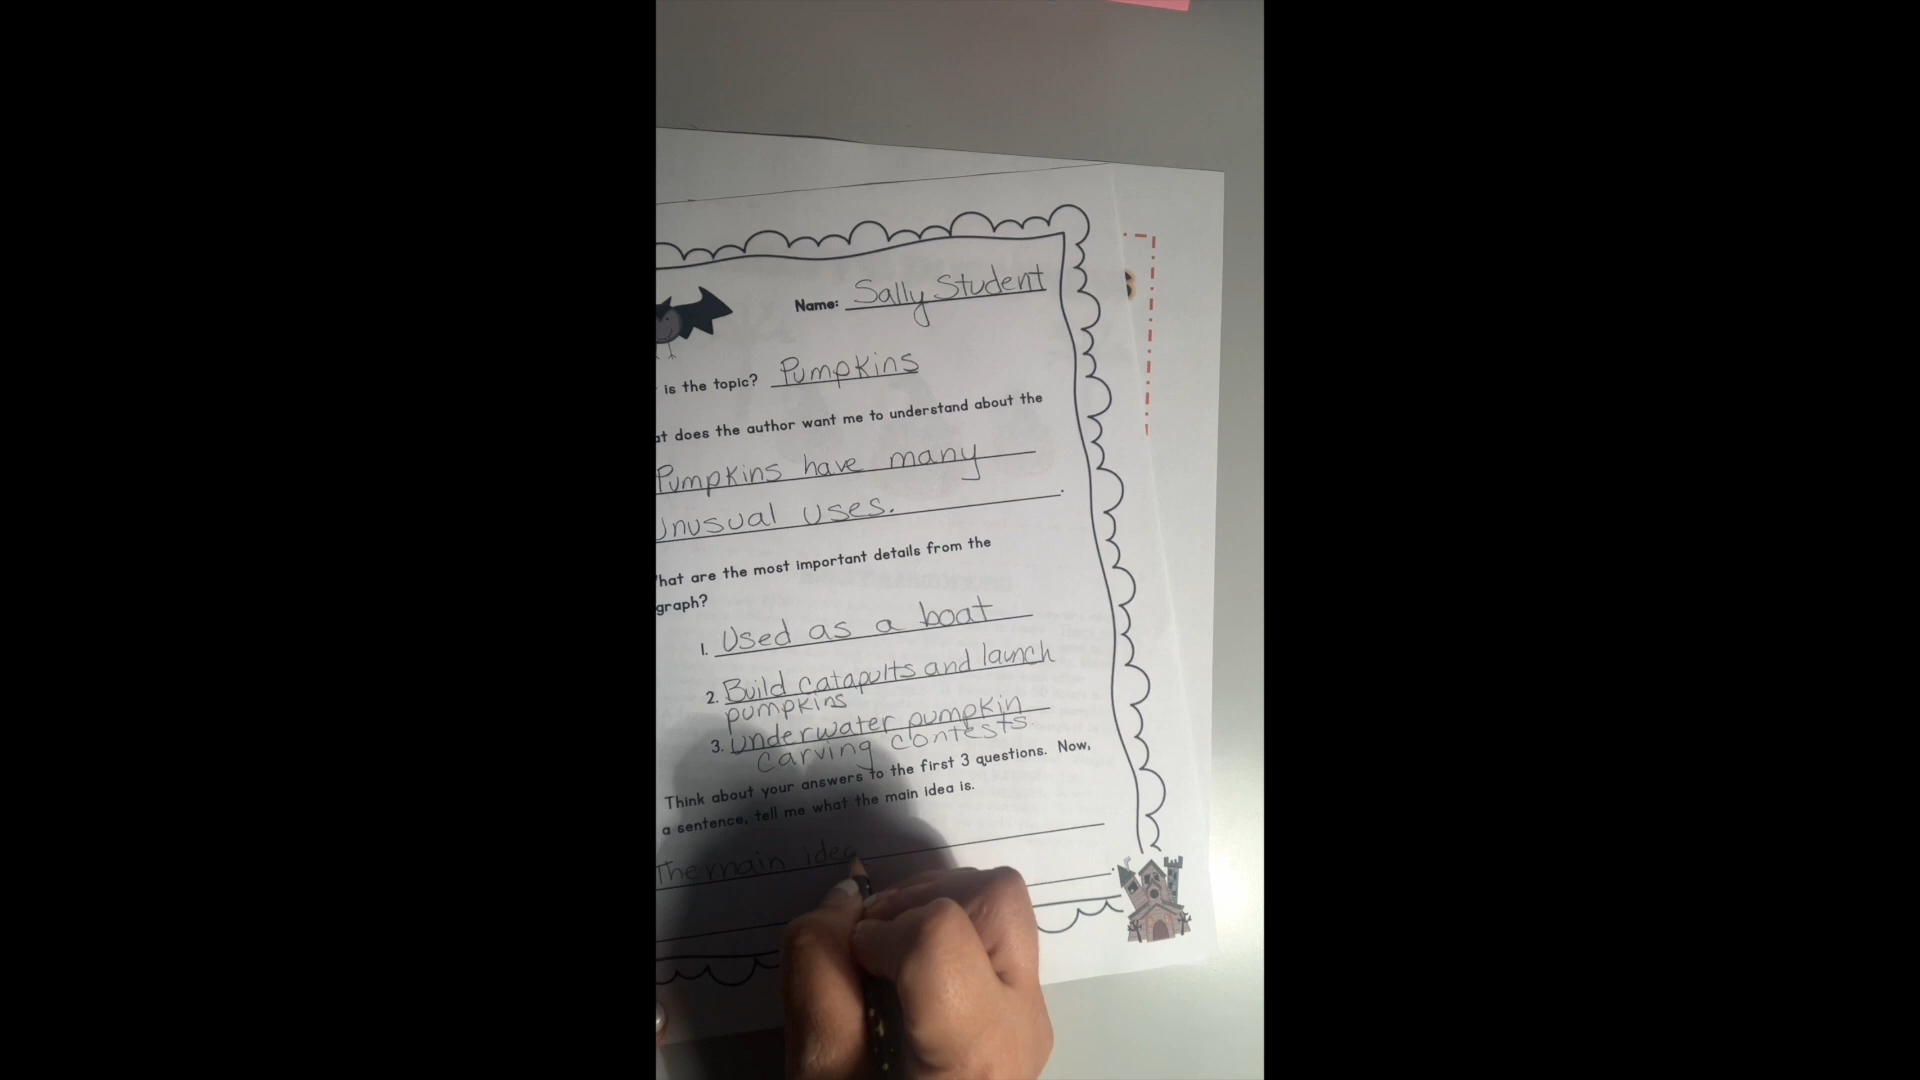 Name: Sally Student
is the topic? Pumpkins
does the author want me to understand about the
Pumpkins have many
unusual uses.
hat are the most important details from the
graph?
1. Used as a boat
2. Build catapults and launch
pumpkins
3. Underwater pumpkin
carving contests.
Think about your answers to the first 3 questions. Now,
a sentence, tell me what the main idea is.
The main idea